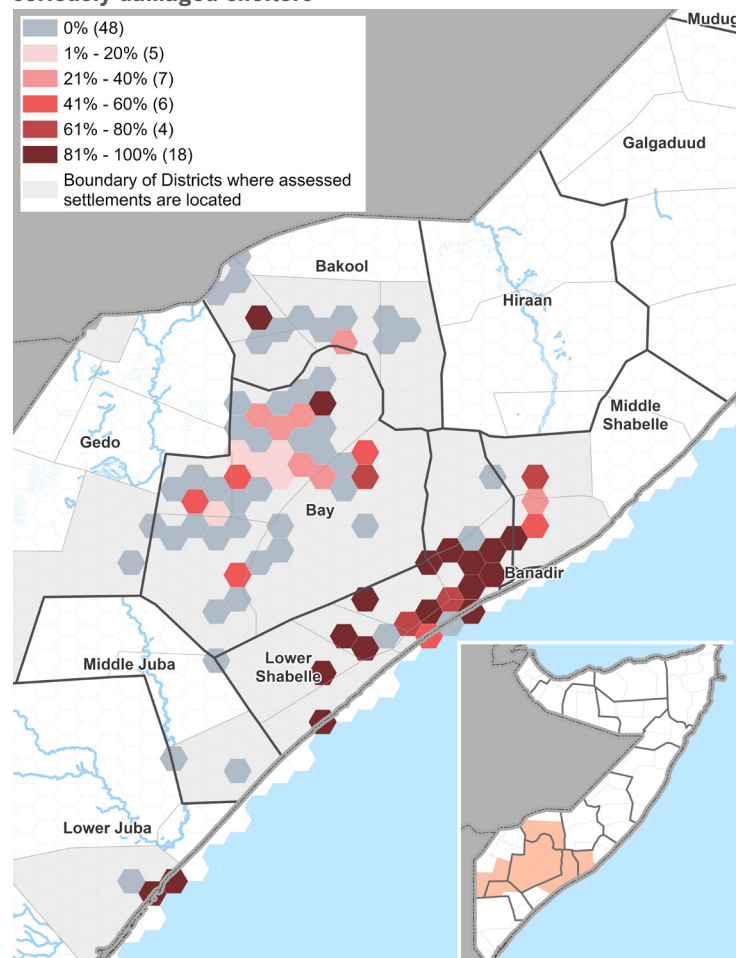 seriously damaged shelters
0% (48)
1% - 20% (5)
21% - 40% (7)
41% - 60% (6)
61% - 80% (4)
81% - 100% (18)
Boundary of Districts where assessed
settlements are located
Mudug
Galgaduud
Bakool
Hiraan
Middle
Shabelle
Gedo
Bay
Banadir
Middle Juba
Lower
Shabelle
Lower Juba